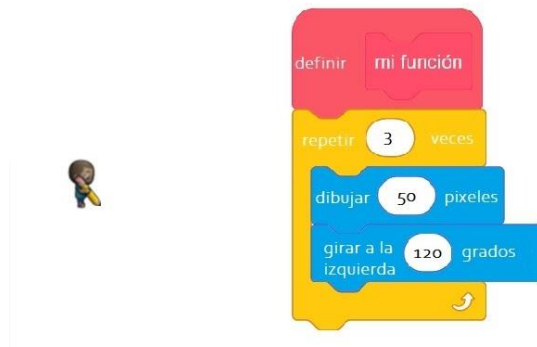 definir mi función
repetir 3 veces
dibujar 50 pixeles
girar a la izquierda 120 grados